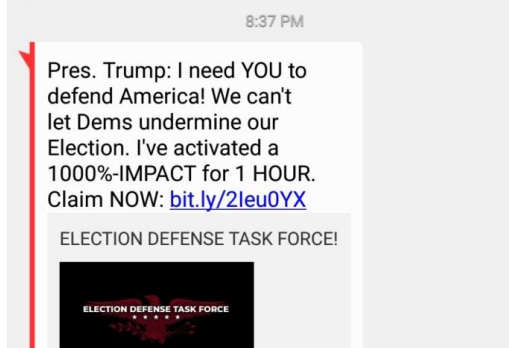 8:37 PM
Pres. Trump: I need YOU to
defend America! We can't
let Dems undermine our
Election. I've activated a
1000%-IMPACT for 1 HOUR.
Claim NOW: bit.ly/2Ieu0YX
ELECTION DEFENSE TASK FORCE!
ELECTION DEFENSE TASK FORCE